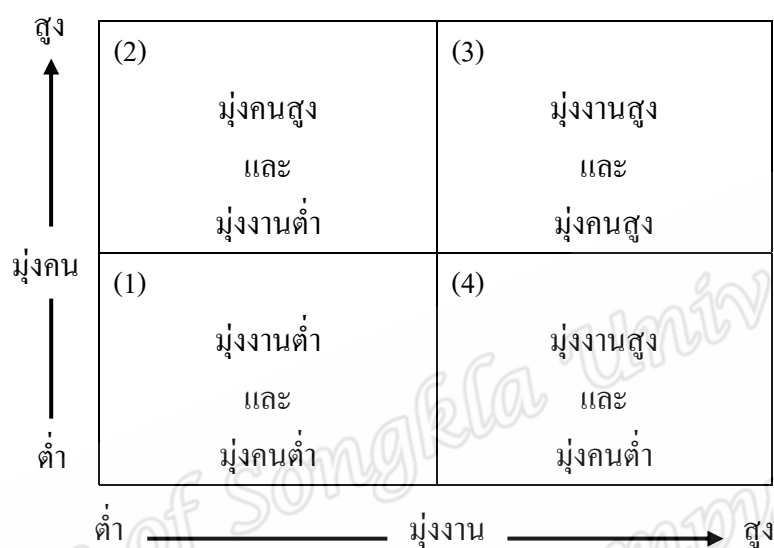 สูง
(2)
มุ่งคนสูง
และ
มุ่งงานต่ำ
(3)
มุ่งงานสูง
และ
มุ่งคนสูง
มุ่งคน
(1)
มุ่งงานต่ำ
และ
มุ่งคนต่ำ
(4)
มุ่งงานสูง
และ
มุ่งคนต่ำ
ต่ำ
ต่ำ มุ่งงาน สูง
of Songkla Univ